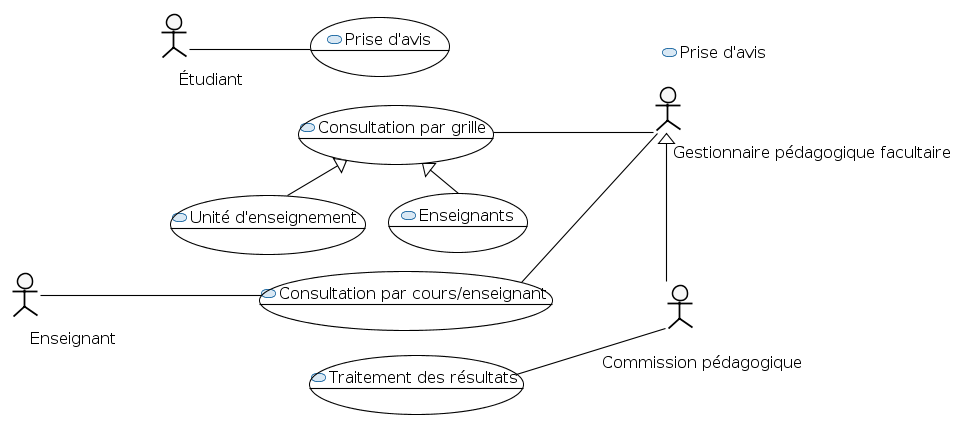 Prise d'avis
Prise d'avis
Étudiant
Consultation par grille
Gestionnaire pédagogique facultaire
Unité d'enseignement
Enseignants
Consultation par cours/enseignant
Enseignant
Commission pédagogique
Traitement des résultats